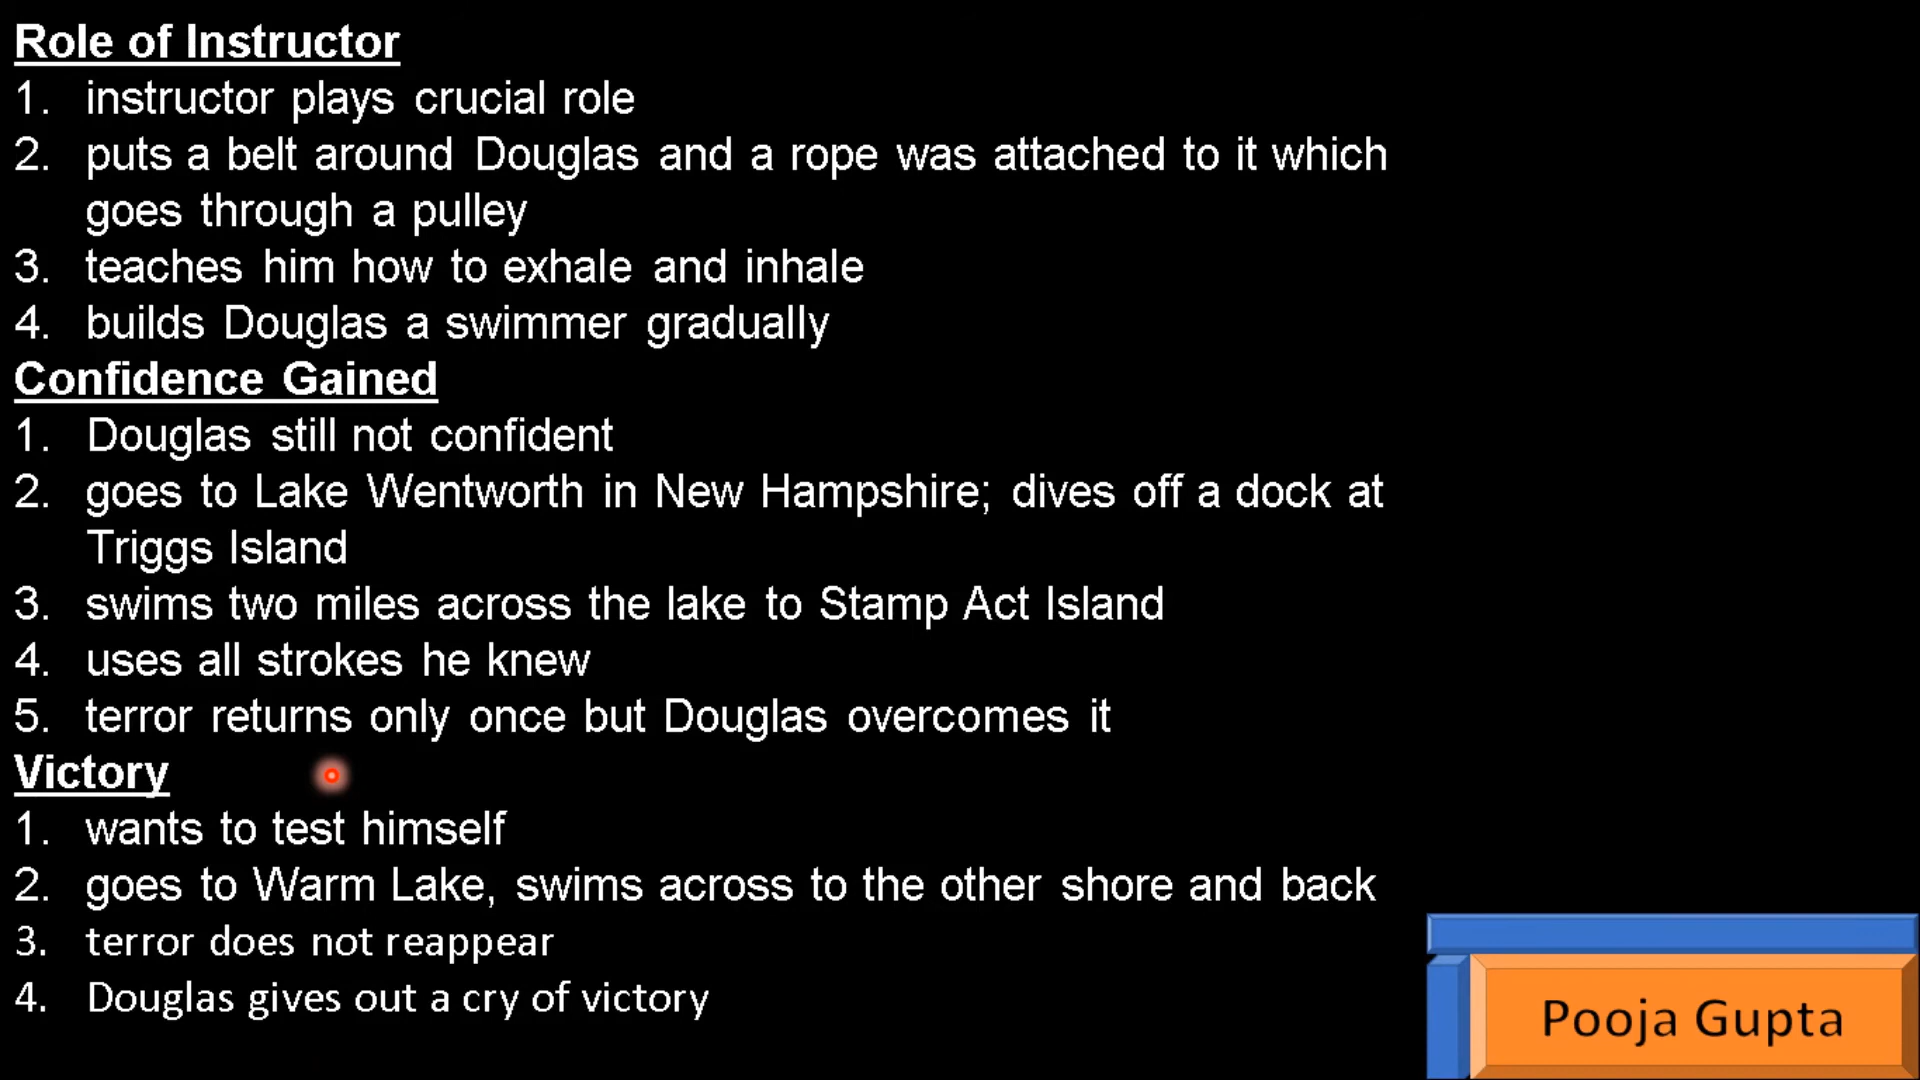 Role of Instructor
1. instructor plays crucial role
2. puts a belt around Douglas and a rope was attached to it which
goes through a pulley
3. teaches him how to exhale and inhale
4. builds Douglas a swimmer gradually
Confidence Gained
1. Douglas still not confident
2. goes to Lake Wentworth in New Hampshire; dives off a dock at
Triggs Island
3. swims two miles across the lake to Stamp Act Island
4. uses all strokes he knew
5. terror returns only once but Douglas overcomes it
Victory
1. wants to test himself
2. goes to Warm Lake, swims across to the other shore and back
3. terror does not reappear
4. Douglas gives out a cry of victory
Pooja Gupta